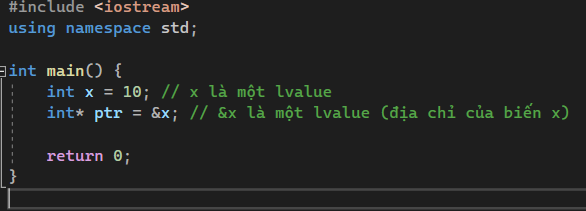 #include <iostream>
using namespace std;
int main() {
int x = 10; // x là một lvalue
int* ptr = &x; // &x là một lvalue (địa chỉ của biến x)
return 0;
}